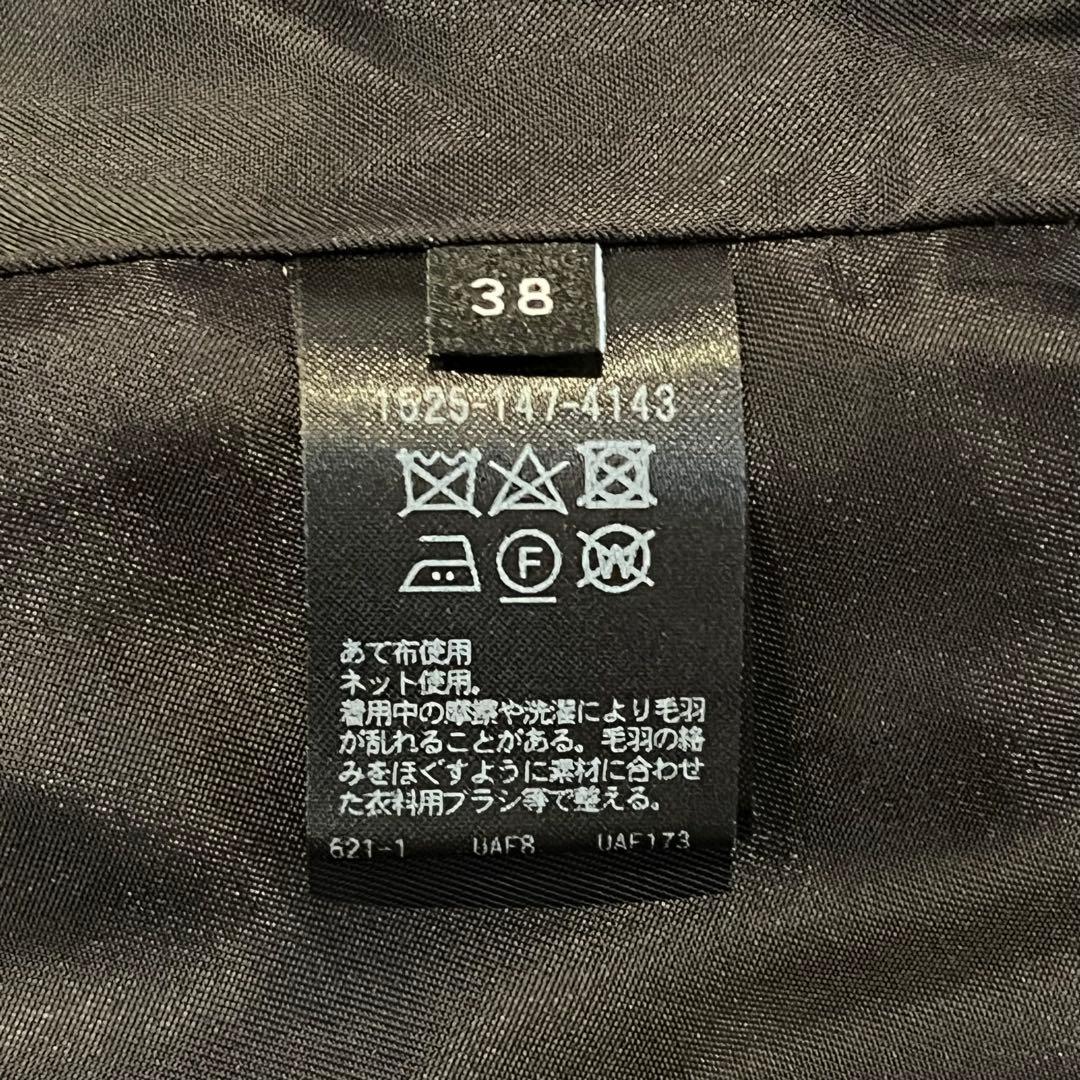 38
1525-147-4143
F W
あて布使用
ネット使用.
着用中の摩擦や洗濯により毛羽
が乱れることがある。毛羽の絡
みをほぐすように素材に合わせ
た衣料用ブラシ等で整える。
621-1 UAF8 UAF173